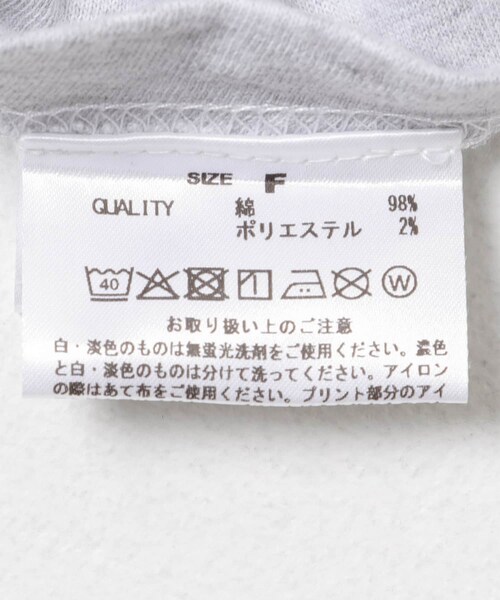 SIZE F
QUALITY 綿 98%
ポリエステル 2%
40 W
お取り扱い上のご注意
白・淡色のものは無蛍光洗剤をご使用ください。濃色
と白・淡色のものは分けて洗ってください。アイロン
の際はあて布をご使用ください。プリント部分のアイ